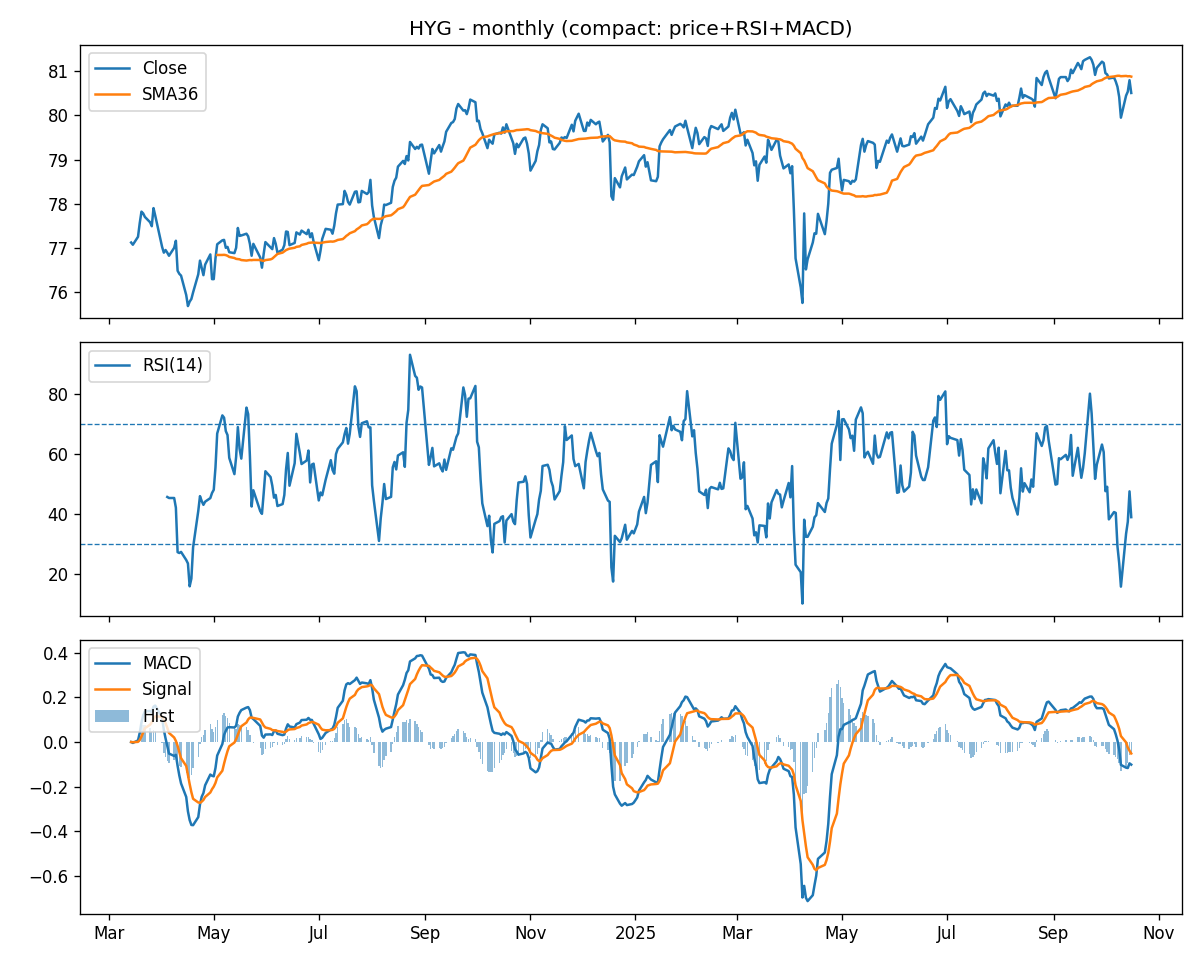 HYG - monthly (compact: price+RSI+MACD)
Close
SMA36
81
80
79
78
77
76
RSI(14)
80
60
40
20
MACD
Signal
Hist
0.4
0.2
0.0
−0.2
−0.4
−0.6
Mar May Jul Sep Nov 2025 Mar May Jul Sep Nov